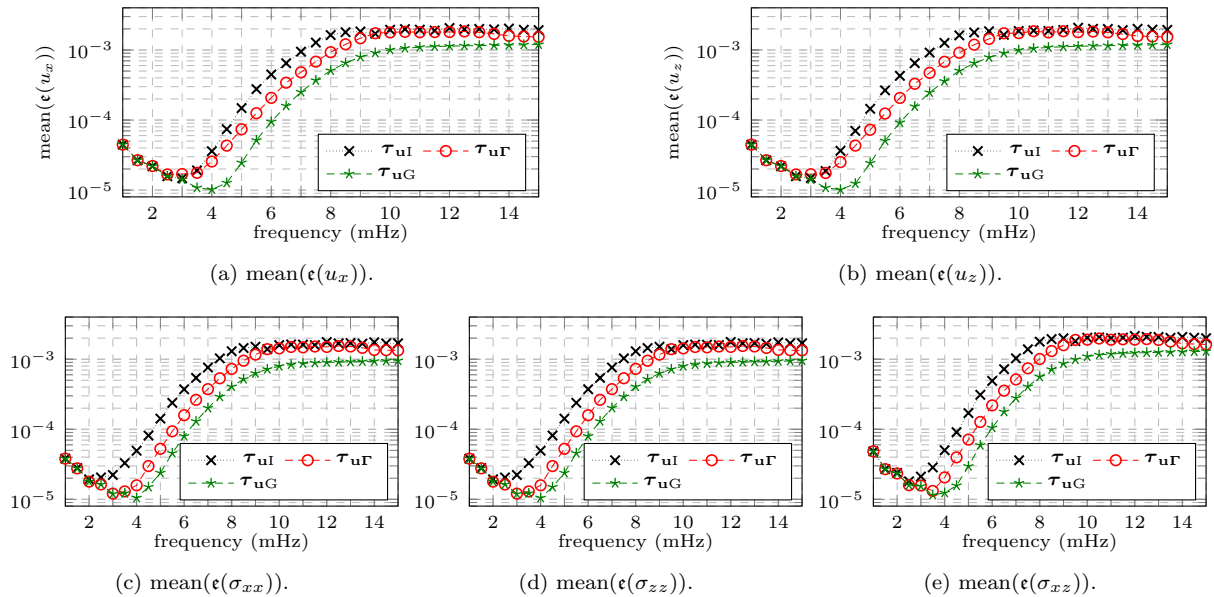 10⁻³
10⁻⁴
10⁻⁵
mean(𝔢(uₓ))
τ_uI τ_uΓ
τ_uG
2 4 6 8 10 12 14
frequency (mHz)
(a) mean(𝔢(uₓ)).
10⁻³
10⁻⁴
10⁻⁵
mean(𝔢(u_z))
τ_uI τ_uΓ
τ_uG
2 4 6 8 10 12 14
frequency (mHz)
(b) mean(𝔢(u_z)).
10⁻³
10⁻⁴
10⁻⁵
τ_uI τ_uΓ
τ_uG
2 4 6 8 10 12 14
frequency (mHz)
(c) mean(𝔢(σₓₓ)).
10⁻³
10⁻⁴
10⁻⁵
τ_uI τ_uΓ
τ_uG
2 4 6 8 10 12 14
frequency (mHz)
(d) mean(𝔢(σ_zz)).
10⁻³
10⁻⁴
10⁻⁵
τ_uI τ_uΓ
τ_uG
2 4 6 8 10 12 14
frequency (mHz)
(e) mean(𝔢(σ_xz)).